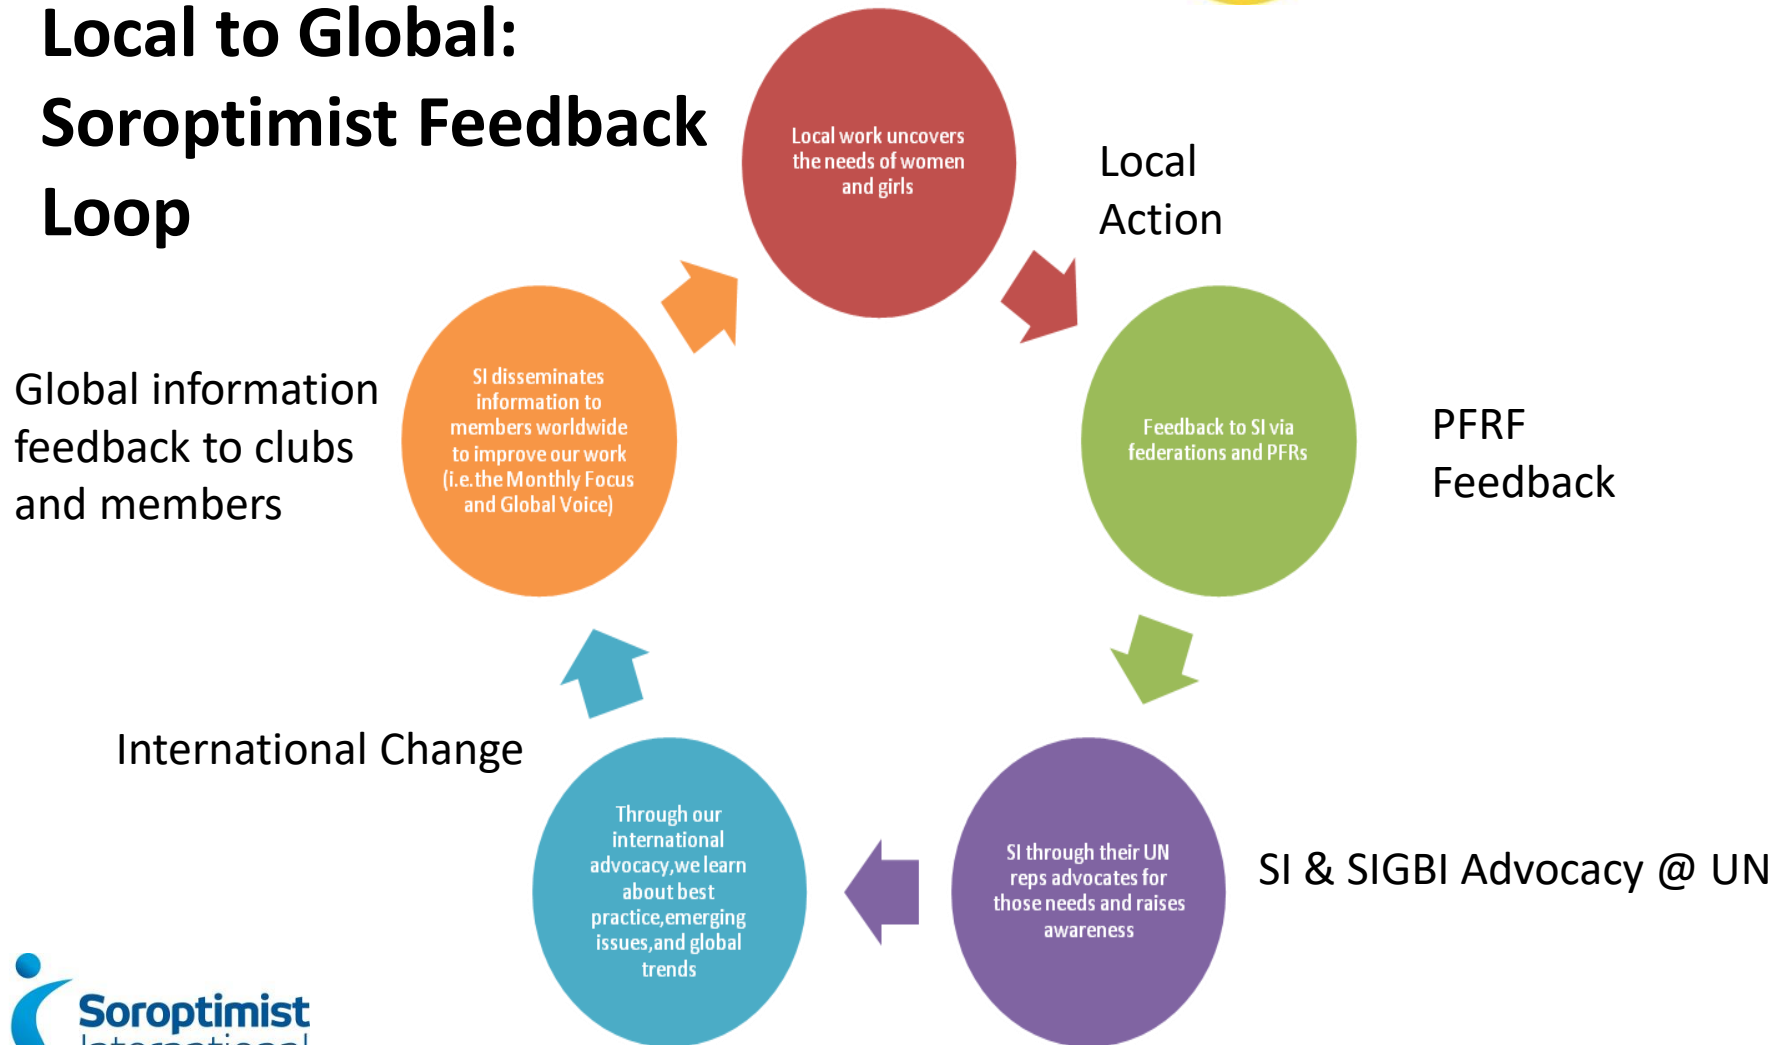 Local to Global:
Soroptimist Feedback
Loop
Local work uncovers
the needs of women
and girls
Local
Action
Feedback to SI via
federations and PFRs
PFRF
Feedback
SI through their UN
reps advocates for
those needs and raises
awareness
SI & SIGBI Advocacy @ UN
Through our
international
advocacy,we learn
about best
practice,emerging
issues,and global
trends
International Change
SI disseminates
information to
members worldwide
to improve our work
(i.e.the Monthly Focus
and Global Voice)
Global information
feedback to clubs
and members
Soroptimist
International